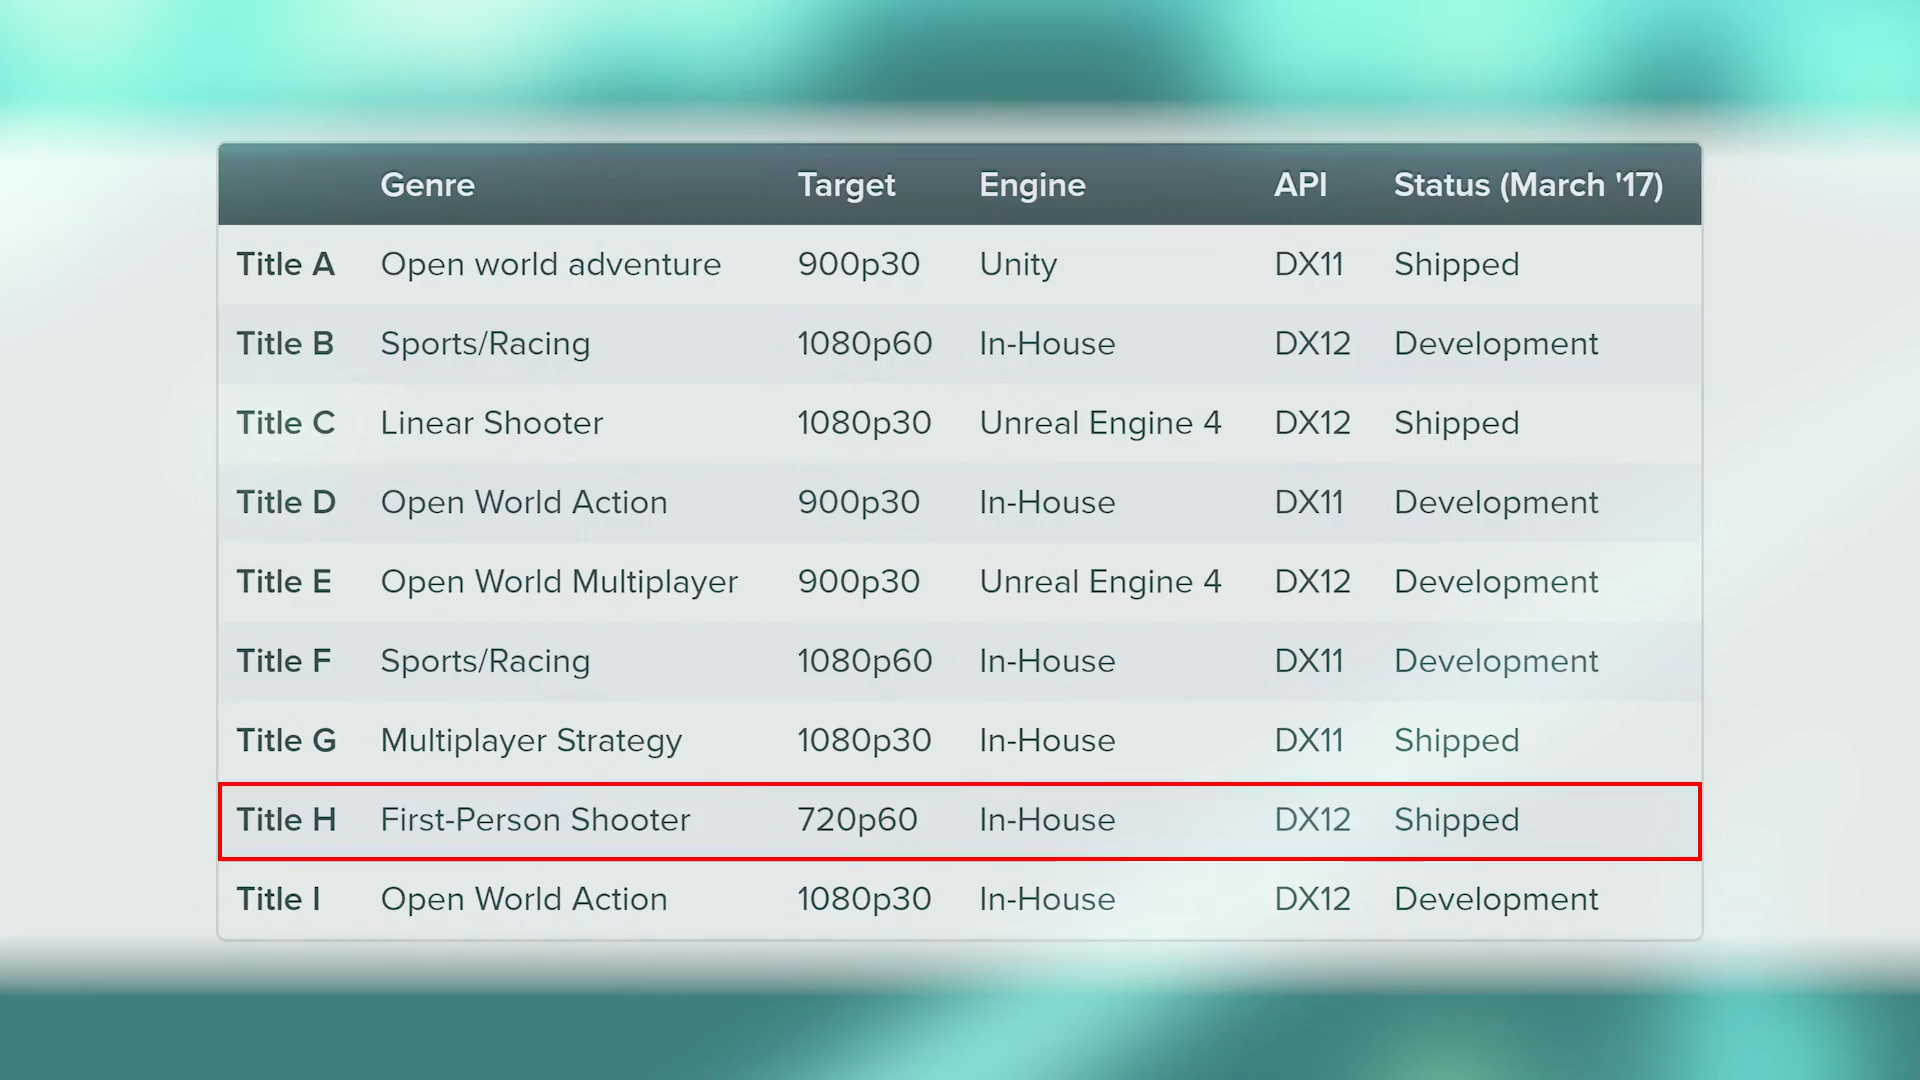 Genre Target Engine API Status (March '17)
Title A Open world adventure 900p30 Unity DX11 Shipped
Title B Sports/Racing 1080p60 In-House DX12 Development
Title C Linear Shooter 1080p30 Unreal Engine 4 DX12 Shipped
Title D Open World Action 900p30 In-House DX11 Development
Title E Open World Multiplayer 900p30 Unreal Engine 4 DX12 Development
Title F Sports/Racing 1080p60 In-House DX11 Development
Title G Multiplayer Strategy 1080p30 In-House DX11 Shipped
Title H First-Person Shooter 720p60 In-House DX12 Shipped
Title I Open World Action 1080p30 In-House DX12 Development